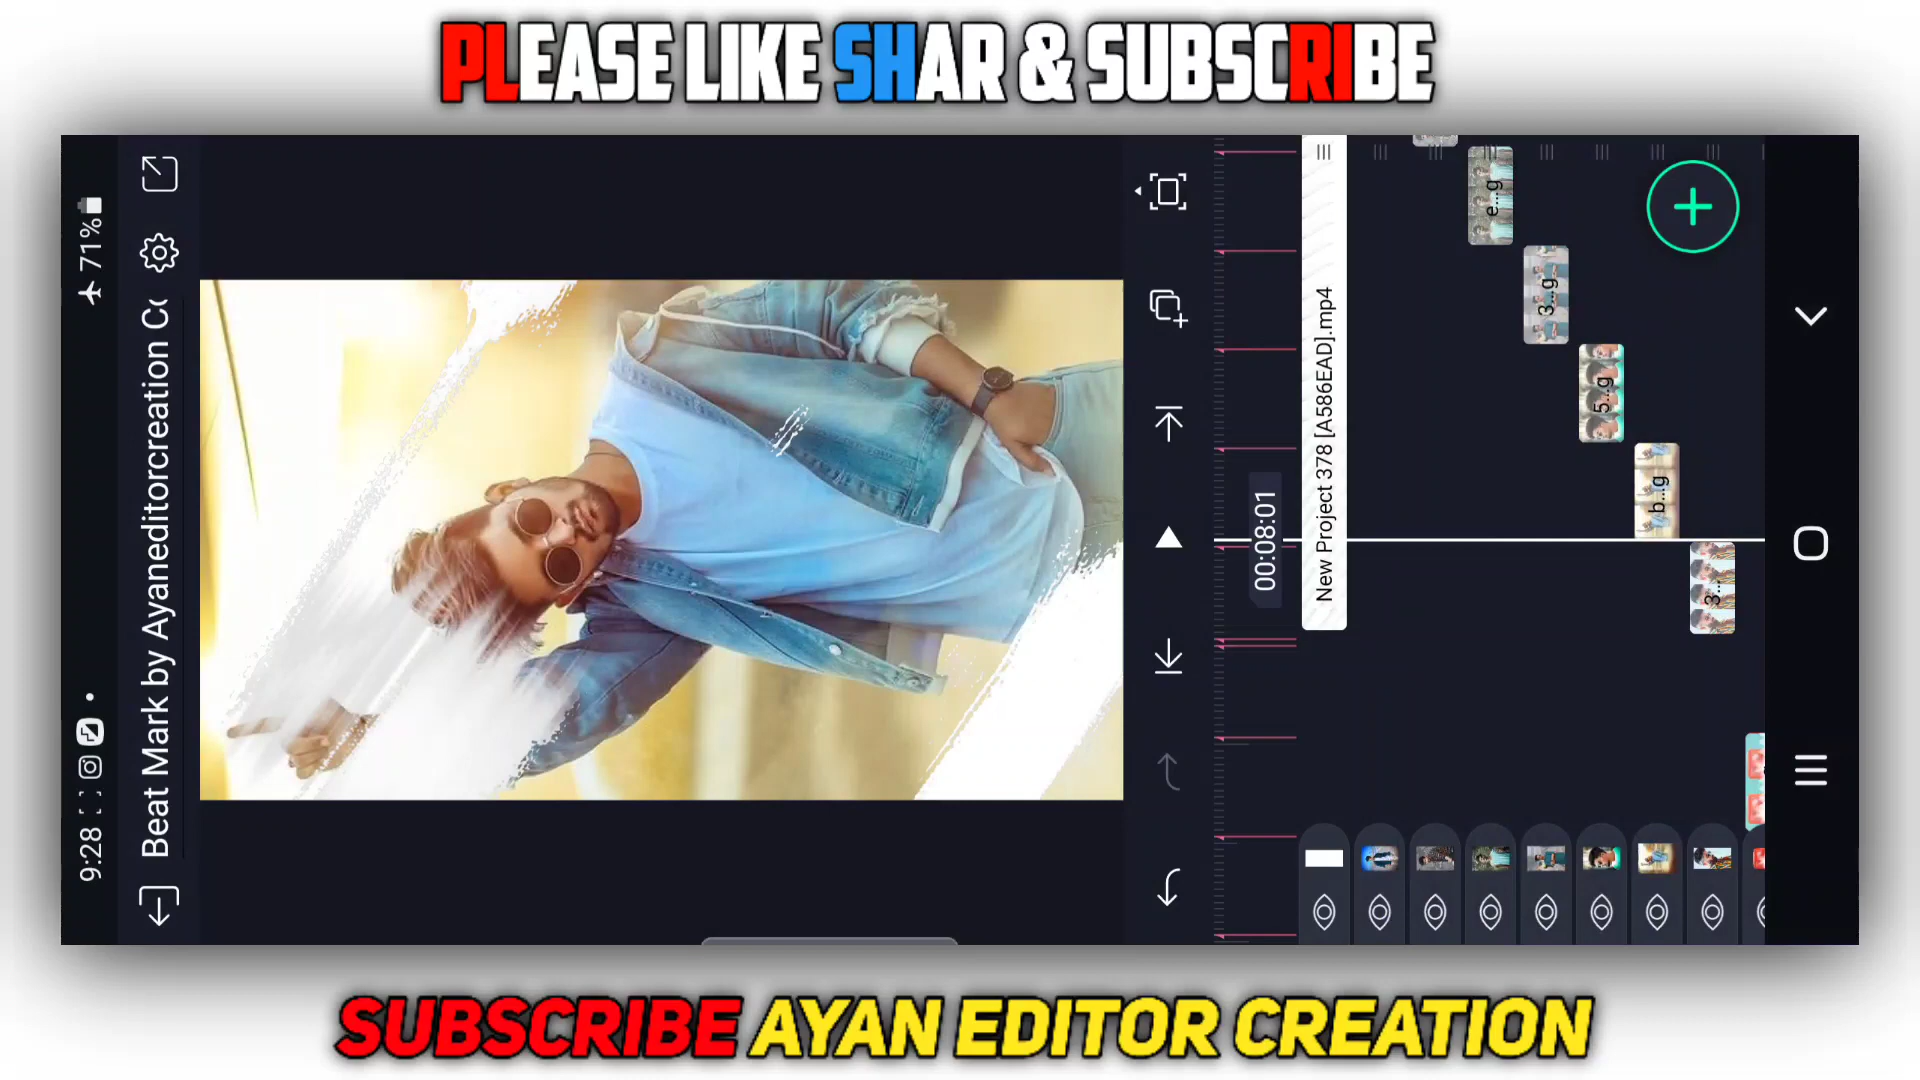 PLEASE LIKE SHAR & SUBSCRIBE
9:28
71%
Beat Mark by Ayaneditorcreation
00:08:01
New Project 378 [A586EAD].mp4
e...g
3...g
5...g
b...g
3...
SUBSCRIBE AYAN EDITOR CREATION